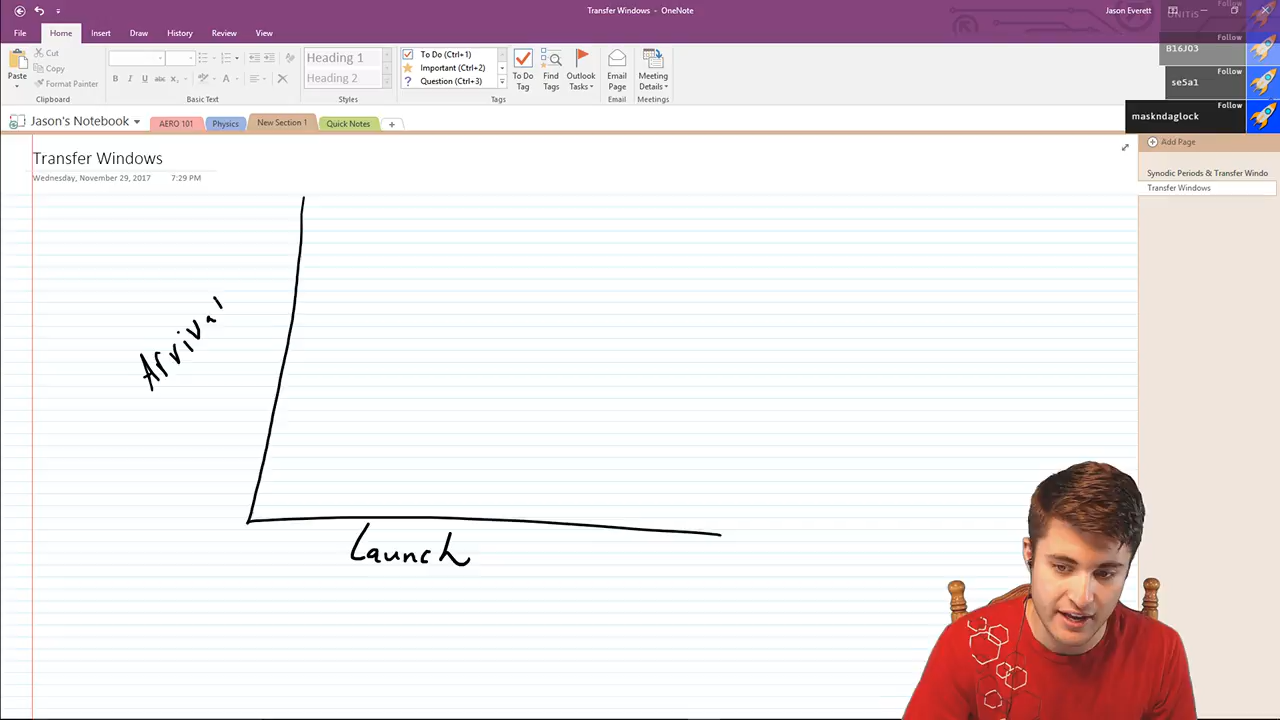 Transfer Windows - OneNote
Jason Everett
UNITIS
Follow
File
Home
Insert
Draw
History
Review
View
Follow
B16J03
Follow
se5a1
Follow
maskndaglock
Paste
Cut
Copy
Format Painter
Clipboard
B I U abc x₂ A
Basic Text
Heading 1
Heading 2
Styles
To Do (Ctrl+1)
Important (Ctrl+2)
? Question (Ctrl+3)
To Do Tag
Find Tags
Outlook Tasks
Tags
Email Page
Email
Meeting Details
Meetings
Jason's Notebook
AERO 101
Physics
New Section 1
Quick Notes
+
Add Page
Synodic Periods & Transfer Windo
Transfer Windows
Transfer Windows
Wednesday, November 29, 2017 7:29 PM
Arrival
Launch